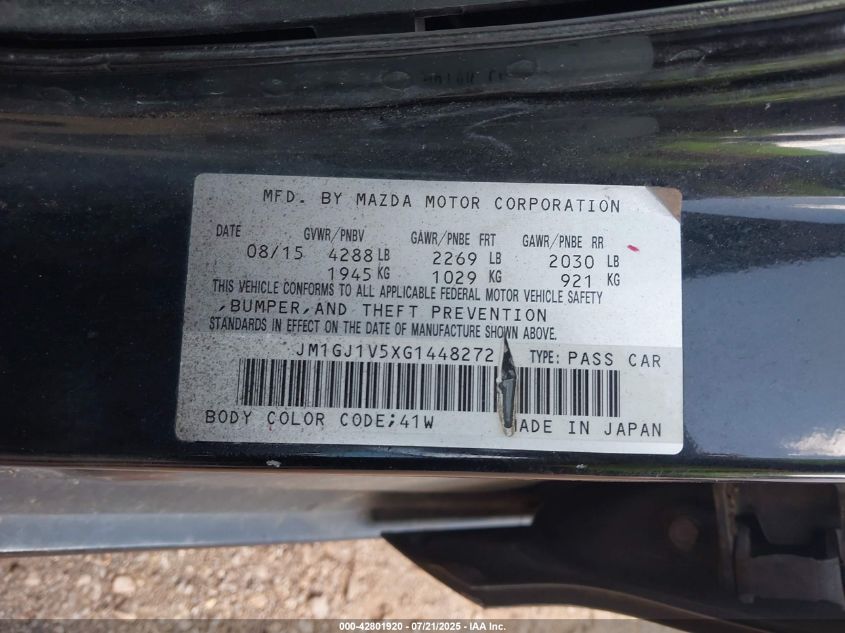 MFD. BY MAZDA MOTOR CORPORATION
DATE GVWR/PNBV GAWR/PNBE FRT GAWR/PNBE RR
08/15 4288 LB 2269 LB 2030 LB
1945 KG 1029 KG 921 KG
THIS VEHICLE CONFORMS TO ALL APPLICABLE FEDERAL MOTOR VEHICLE SAFETY
,BUMPER,AND THEFT PREVENTION
STANDARDS IN EFFECT ON THE DATE OF MANUFACTURE SHOWN ABOVE.
JM1GJ1V5XG1448272 TYPE: PASS CAR
BODY COLOR CODE;41W ADE IN JAPAN
000-42801920 - 07/21/2025 - IAA, Inc.